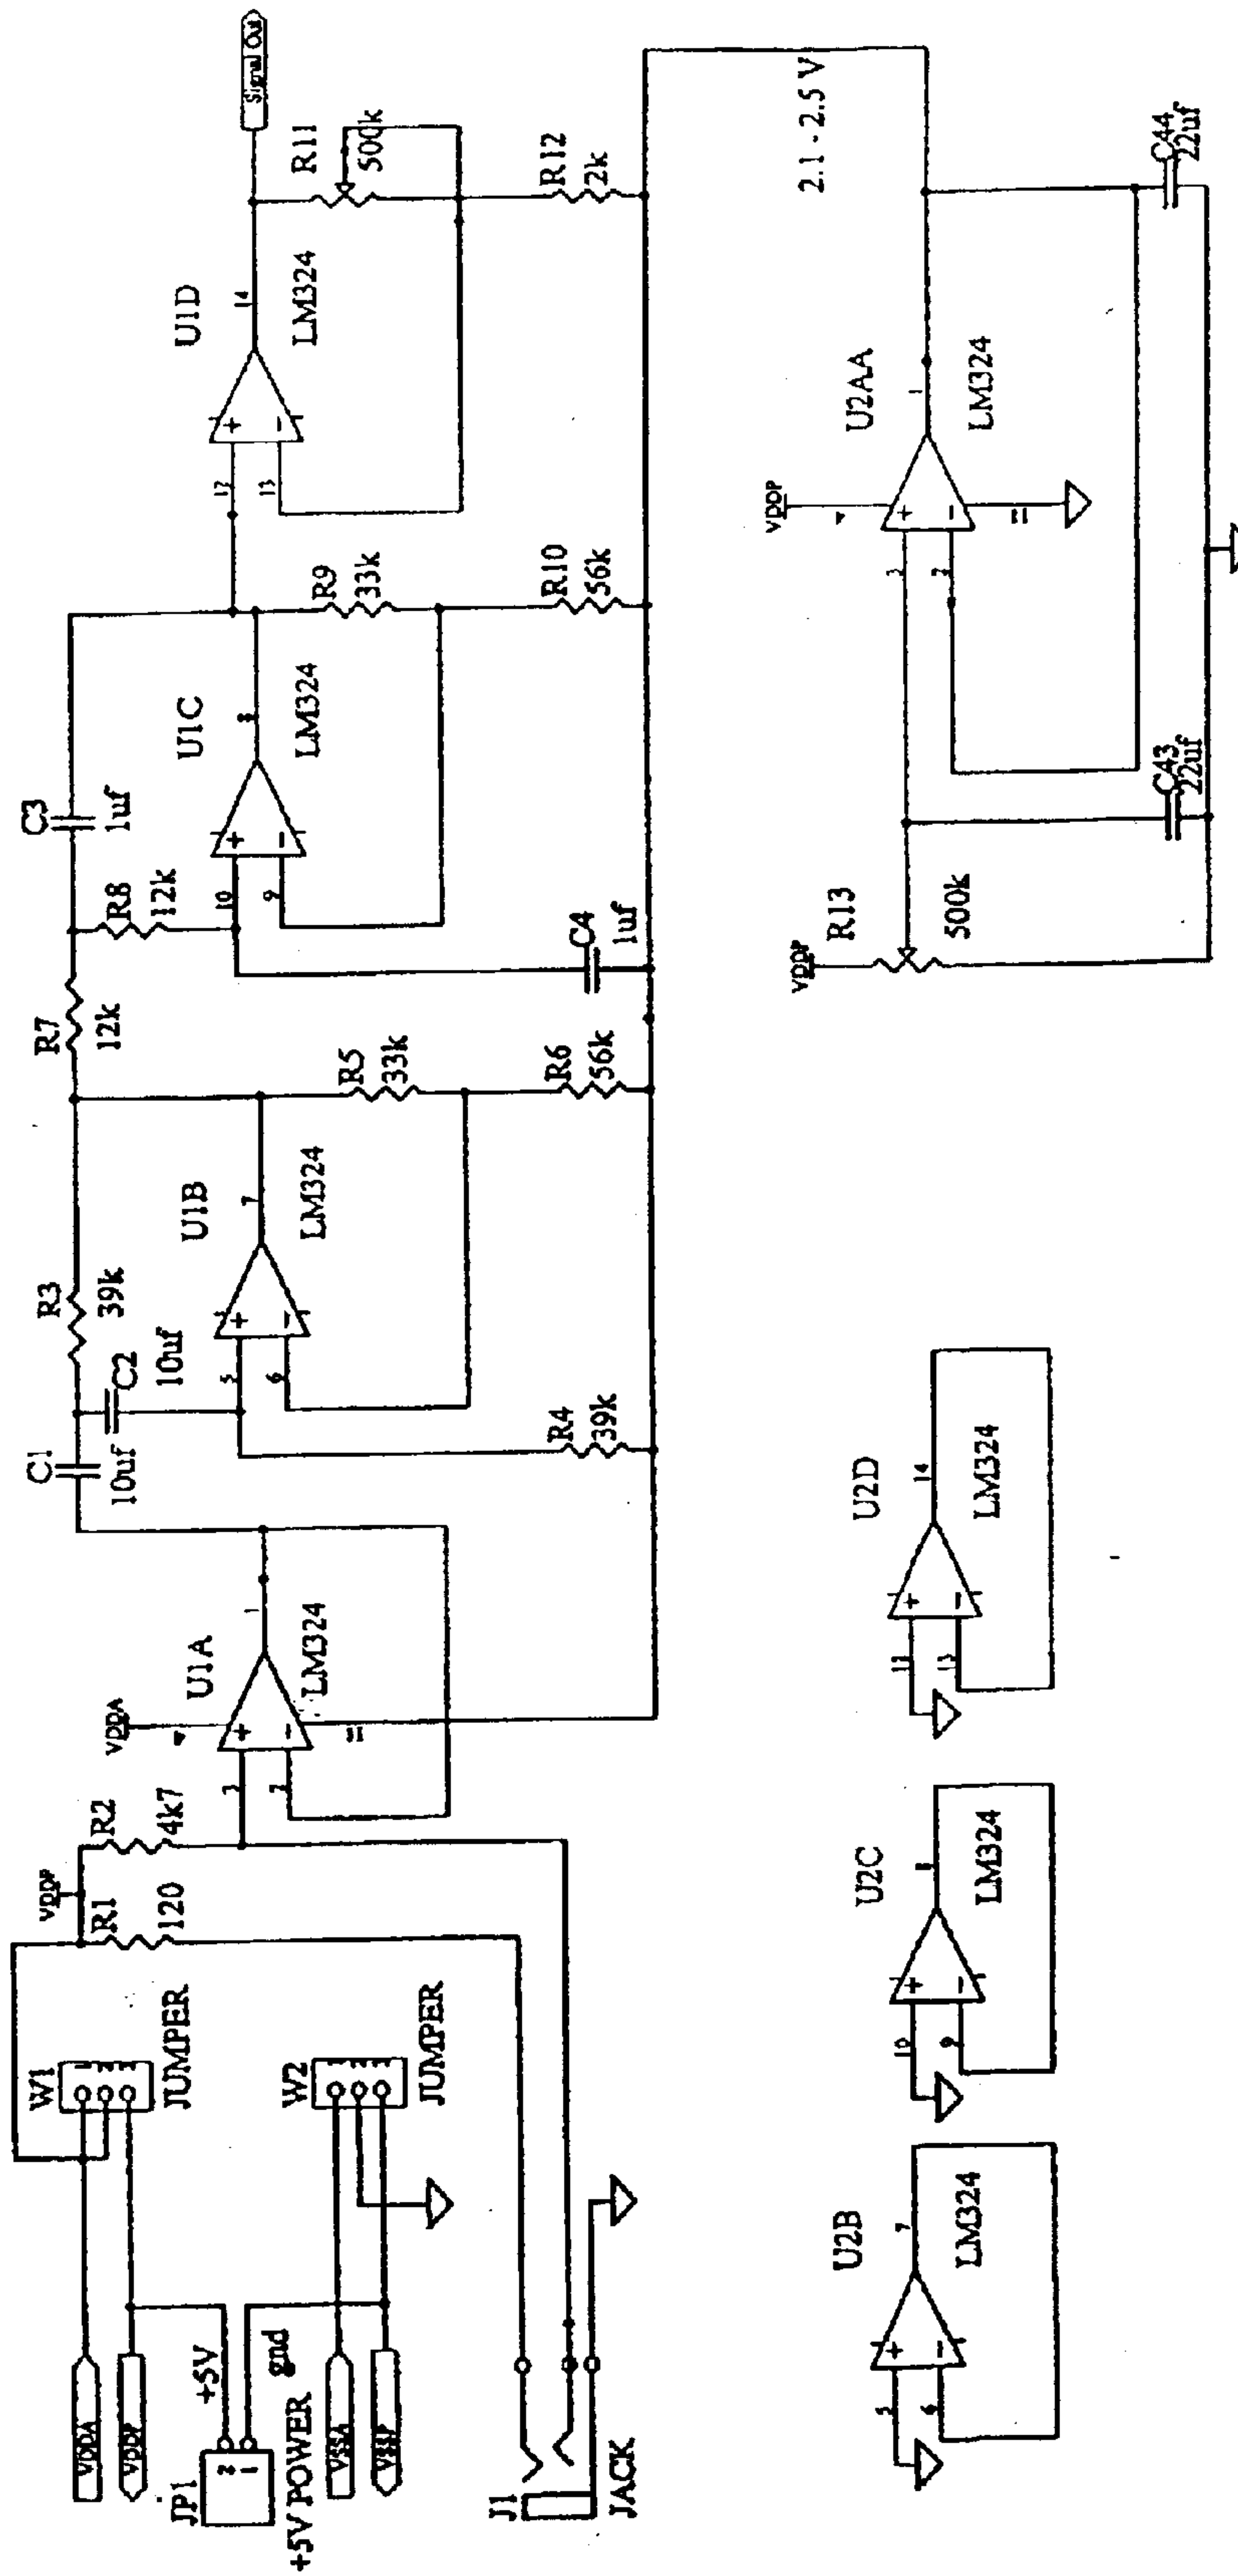 VDDA
VDDP
JP1
2
1
+5V POWER
+5V
gnd
VSSA
VSSP
J1
JACK
W1
JUMPER
W2
JUMPER
VDDP
R1
120
R2
4k7
VDDA
3
2
11
1
U1A
LM324
C1
10uf
C2
10uf
R3
39k
R4
39k
5
6
7
U1B
LM324
R5
33k
R6
56k
R7
12k
R8
12k
C3
1uf
C4
1uf
10
9
8
U1C
LM324
R9
33k
R10
56k
12
13
14
U1D
LM324
Signal Out
R11
500k
R12
2k
2.1 - 2.5 V
U2B
5
6
7
LM324
U2C
10
9
LM324
U2D
13
14
LM324
VDDP
R13
500k
C43
22uf
VDDP
3
2
11
1
U2AA
LM324
C44
22uf